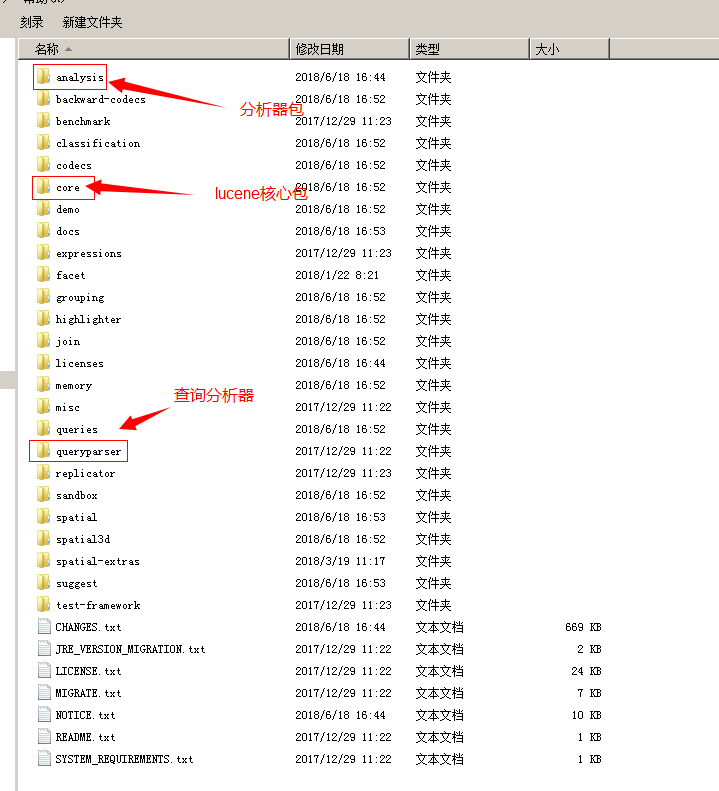 刻录 新建文件夹
名称 修改日期 类型 大小
analysis 2018/6/18 16:44 文件夹
分析器包
backward-codecs 2018/6/18 16:52 文件夹
benchmark 2017/12/29 11:23 文件夹
classification 2018/6/18 16:52 文件夹
codecs 2018/6/18 16:52 文件夹
core 2018/6/18 16:52 文件夹
lucene核心包
demo 2018/6/18 16:52 文件夹
docs 2018/6/18 16:53 文件夹
expressions 2017/12/29 11:23 文件夹
facet 2018/1/22 8:21 文件夹
grouping 2018/6/18 16:52 文件夹
highlighter 2018/6/18 16:52 文件夹
join 2018/6/18 16:52 文件夹
licenses 2018/6/18 16:44 文件夹
memory 2018/6/18 16:52 文件夹
查询分析器
misc 2017/12/29 11:22 文件夹
queries 2018/6/18 16:52 文件夹
queryparser 2017/12/29 11:22 文件夹
replicator 2017/12/29 11:23 文件夹
sandbox 2018/6/18 16:52 文件夹
spatial 2018/6/18 16:53 文件夹
spatial3d 2018/6/18 16:52 文件夹
spatial-extras 2018/3/19 11:17 文件夹
suggest 2018/6/18 16:53 文件夹
test-framework 2017/12/29 11:23 文件夹
CHANGES.txt 2018/6/18 16:44 文本文档 669 KB
JRE_VERSION_MIGRATION.txt 2017/12/29 11:22 文本文档 2 KB
LICENSE.txt 2017/12/29 11:22 文本文档 24 KB
MIGRATE.txt 2017/12/29 11:22 文本文档 7 KB
NOTICE.txt 2018/6/18 16:44 文本文档 10 KB
README.txt 2017/12/29 11:22 文本文档 1 KB
SYSTEM_REQUIREMENTS.txt 2017/12/29 11:22 文本文档 1 KB